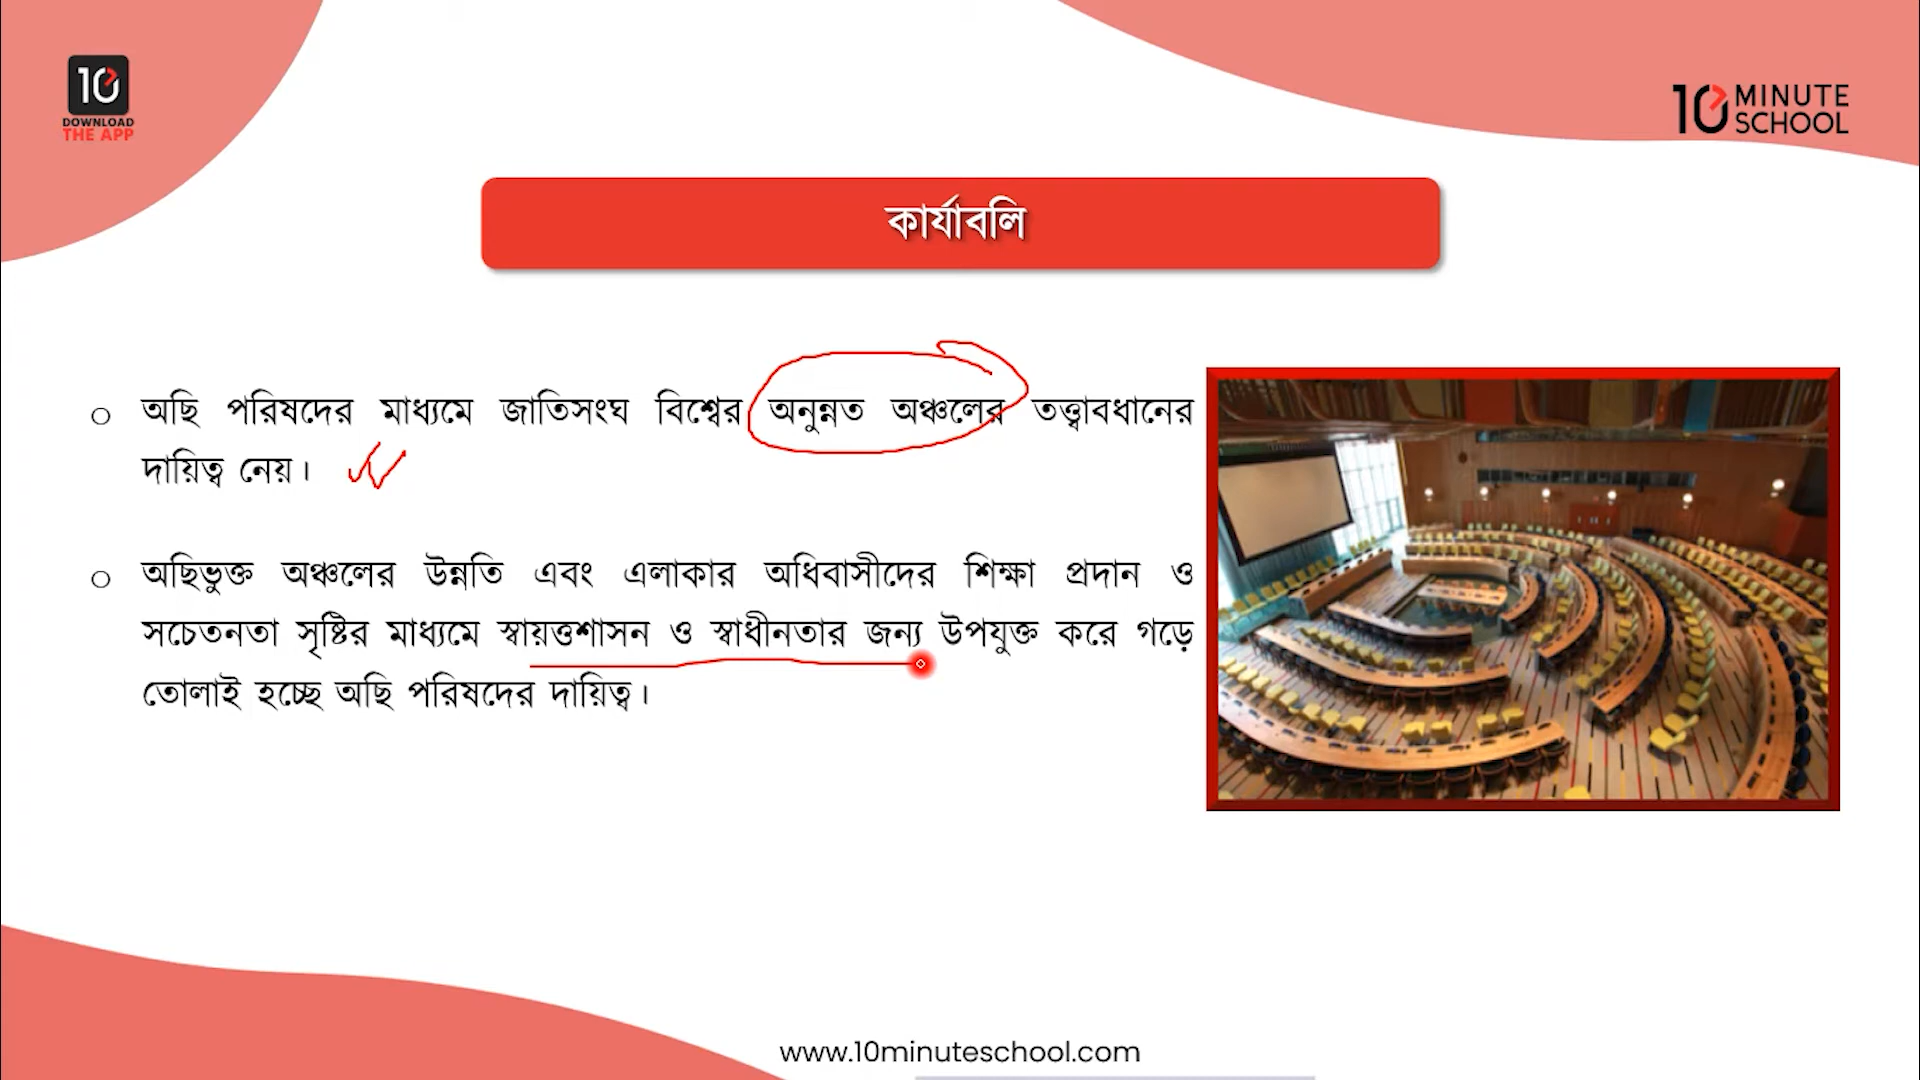 10
DOWNLOAD
THE APP
10 MINUTE
SCHOOL
কার্যাবলি
অছি পরিষদের মাধ্যমে জাতিসংঘ বিশ্বের অনুন্নত অঞ্চলের তত্ত্বাবধানের
দায়িত্ব নেয়।
অছিভুক্ত অঞ্চলের উন্নতি এবং এলাকার অধিবাসীদের শিক্ষা প্রদান ও
সচেতনতা সৃষ্টির মাধ্যমে স্বায়ত্তশাসন ও স্বাধীনতার জন্য উপযুক্ত করে গড়ে
তোলাই হচ্ছে অছি পরিষদের দায়িত্ব।
www.10minuteschool.com